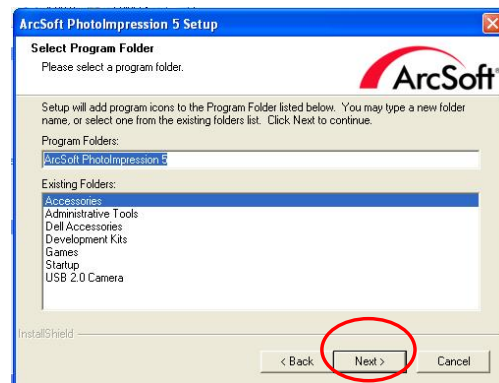 ArcSoft PhotoImpression 5 Setup
Select Program Folder
Please select a program folder.
ArcSoft
Setup will add program icons to the Program Folder listed below. You may type a new folder
name, or select one from the existing folders list. Click Next to continue.
Program Folders:
ArcSoft PhotoImpression 5
Existing Folders:
Accessories
Administrative Tools
Dell Accessories
Development Kits
Games
Startup
USB 2.0 Camera
InstallShield
< Back Next > Cancel